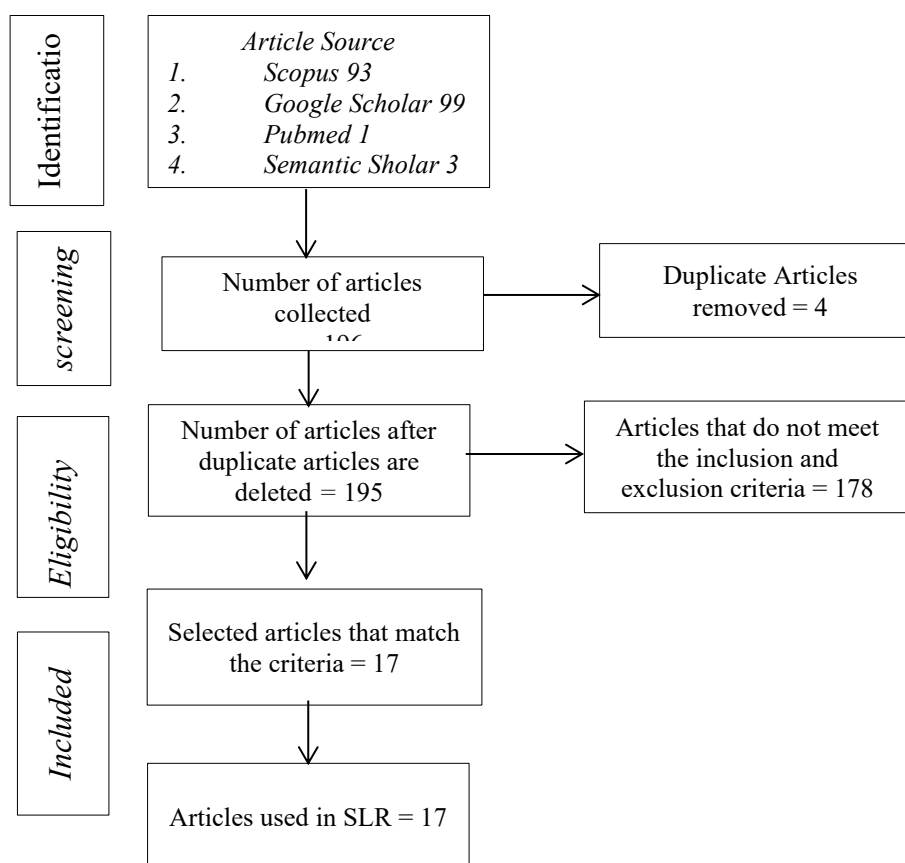 Identificatio
Article Source
1. Scopus 93
2. Google Scholar 99
3. Pubmed 1
4. Semantic Sholar 3
screening
Number of articles
collected
Duplicate Articles
removed = 4
Eligibility
Number of articles after
duplicate articles are
deleted = 195
Articles that do not meet
the inclusion and
exclusion criteria = 178
Included
Selected articles that match
the criteria = 17
Articles used in SLR = 17